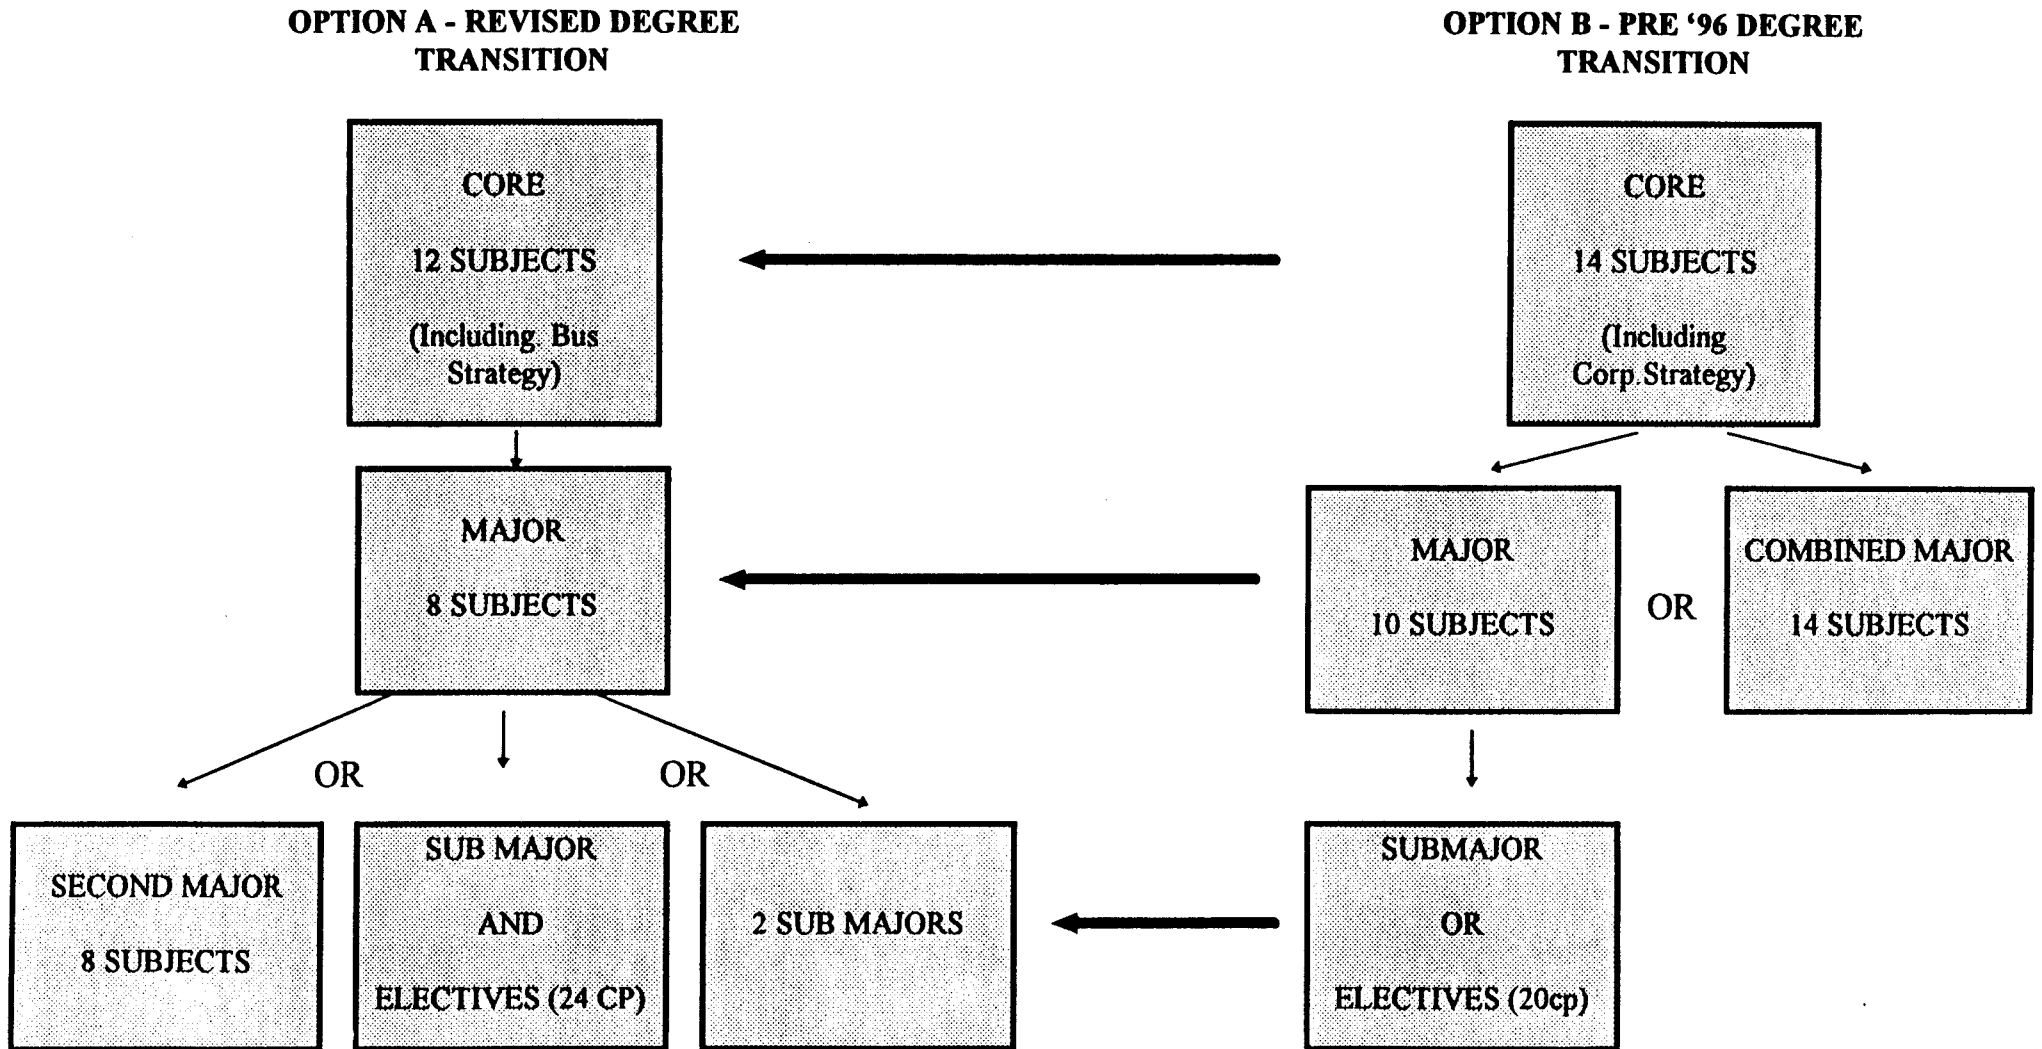 OPTION A - REVISED DEGREE
TRANSITION
OPTION B - PRE ‘96 DEGREE
TRANSITION
CORE
12 SUBJECTS
(Including. Bus
Strategy)
CORE
14 SUBJECTS
(Including
Corp.Strategy)
MAJOR
8 SUBJECTS
MAJOR
10 SUBJECTS
OR
COMBINED MAJOR
14 SUBJECTS
OR
OR
SECOND MAJOR
8 SUBJECTS
SUB MAJOR
AND
ELECTIVES (24 CP)
2 SUB MAJORS
SUBMAJOR
OR
ELECTIVES (20cp)